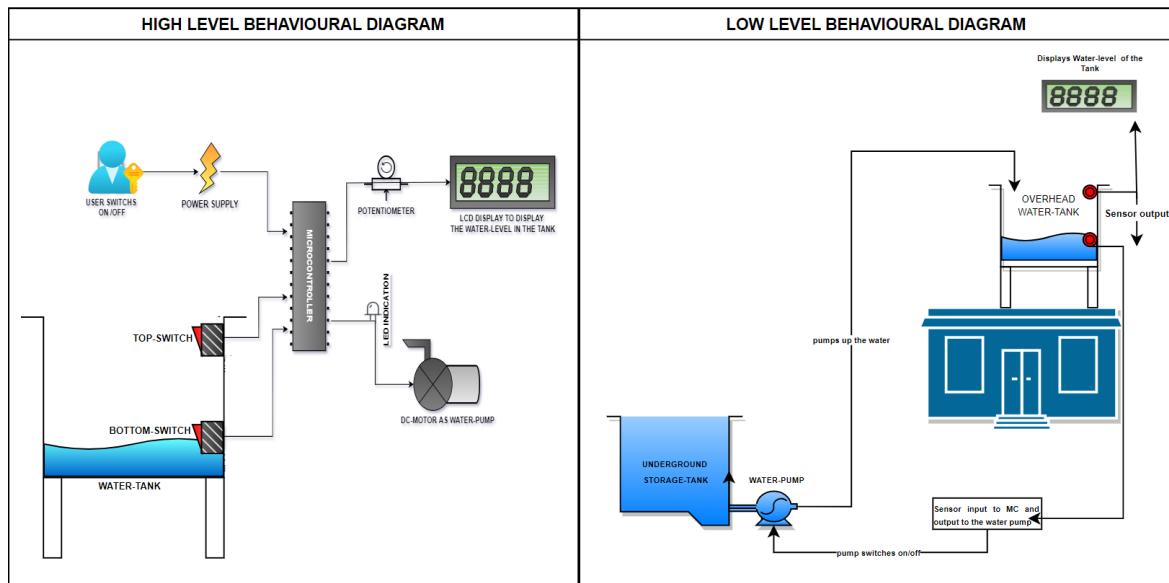 HIGH LEVEL BEHAVIOURAL DIAGRAM
USER SWITCHS
ON /OFF
POWER SUPPLY
POTENTIOMETER
8888
LCD DISPLAY TO DISPLAY
THE WATER-LEVEL IN THE TANK
MICROCONTROLLER
LED INDICATION
TOP-SWITCH
BOTTOM-SWITCH
DC-MOTOR AS WATER-PUMP
WATER-TANK
LOW LEVEL BEHAVIOURAL DIAGRAM
Displays Water-level of the
Tank
8888
OVERHEAD
WATER-TANK
Sensor output
pumps up the water
UNDERGROUND
STORAGE-TANK
WATER-PUMP
Sensor input to MC and
output to the water pump
pump switches on/off